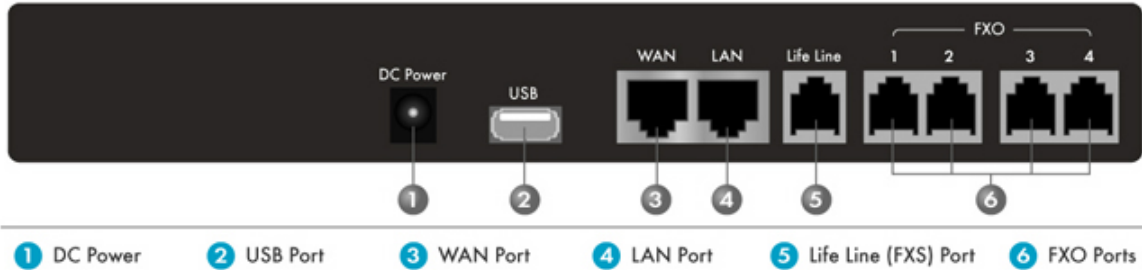 FXO
WAN LAN Life Line 1 2 3 4
DC Power
USB
1 2 3 4 5 6
1 DC Power 2 USB Port 3 WAN Port 4 LAN Port 5 Life Line (FXS) Port 6 FXO Ports